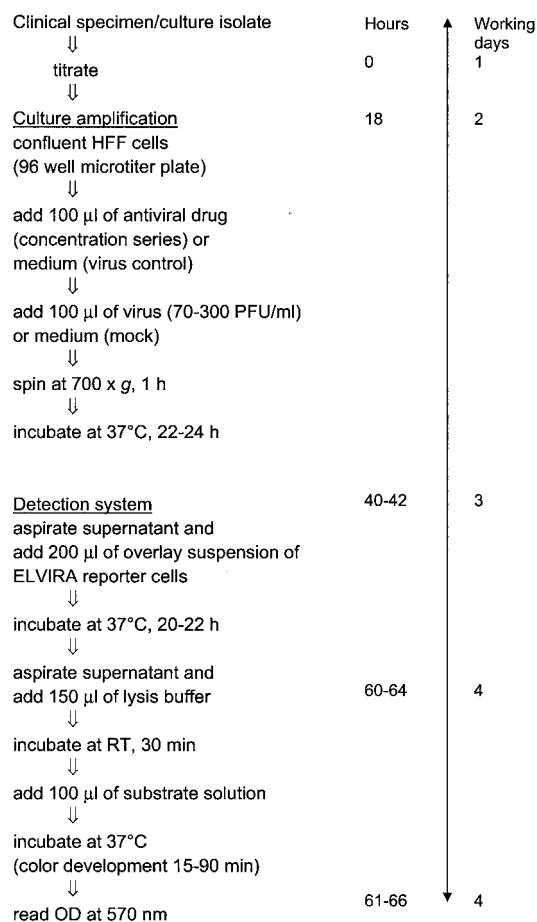 Clinical specimen/culture isolate Hours Working
days
⇓
titrate 0 1
⇓
Culture amplification 18 2
confluent HFF cells
(96 well microtiter plate)
⇓
add 100 µl of antiviral drug
(concentration series) or
medium (virus control)
⇓
add 100 µl of virus (70-300 PFU/ml)
or medium (mock)
⇓
spin at 700 x g, 1 h
⇓
incubate at 37°C, 22-24 h
Detection system 40-42 3
aspirate supernatant and
add 200 µl of overlay suspension of
ELVIRA reporter cells
⇓
incubate at 37°C, 20-22 h
⇓
aspirate supernatant and
add 150 µl of lysis buffer 60-64 4
⇓
incubate at RT, 30 min
⇓
add 100 µl of substrate solution
⇓
incubate at 37°C
(color development 15-90 min)
⇓
read OD at 570 nm 61-66 4